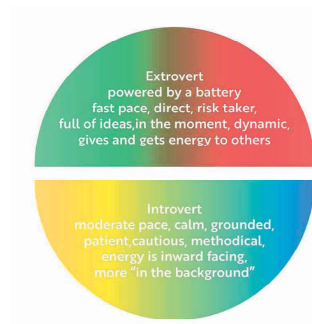 Extrovert
powered by a battery
fast pace, direct, risk taker,
full of ideas,in the moment, dynamic,
gives and gets energy to others
Introvert
moderate pace, calm, grounded,
patient,cautious, methodical,
energy is inward facing,
more "in the background"